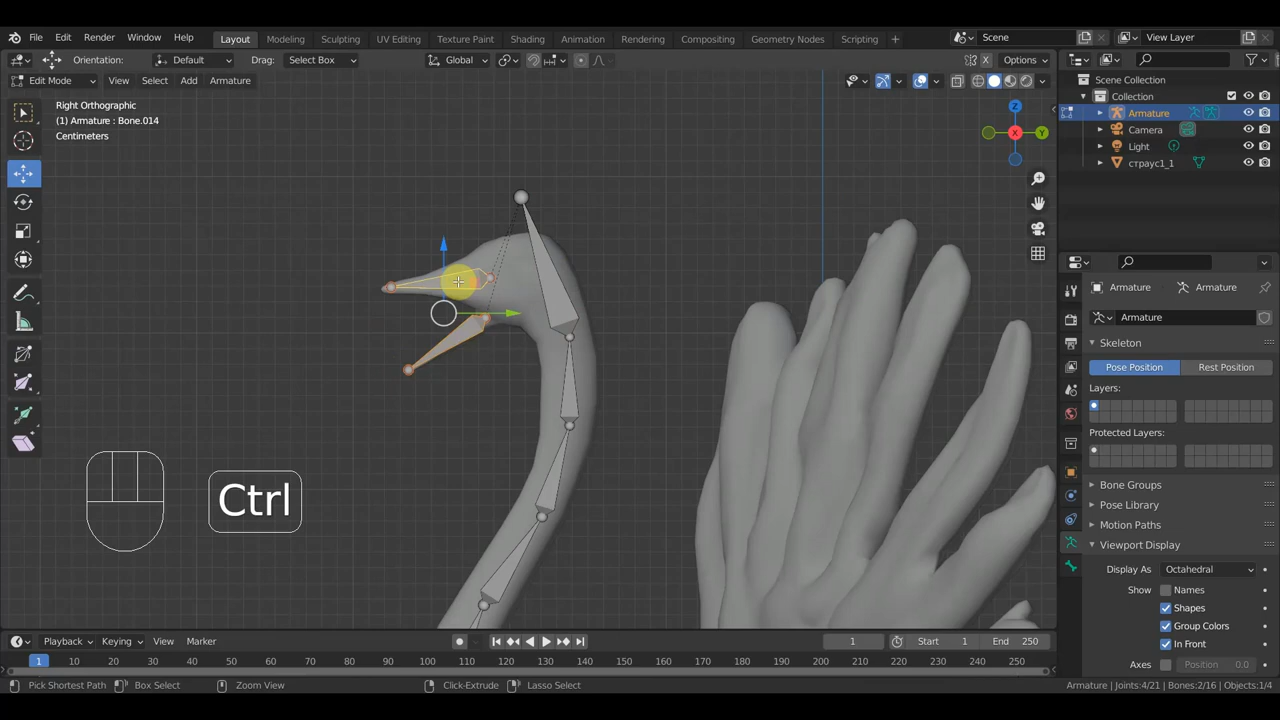 File Edit Render Window Help Layout Modeling Sculpting UV Editing Texture Paint Shading Animation Rendering Compositing Geometry Nodes Scripting + Scene View Layer
Orientation: Default Drag: Select Box Global X Options
Edit Mode View Select Add Armature
Right Orthographic
(1) Armature : Bone.014
Centimeters
Z
X
Y
Scene Collection
Collection
Armature
Camera
Light
страус1_1
Armature Armature
Armature
Skeleton
Pose Position Rest Position
Layers:
Protected Layers:
Bone Groups
Pose Library
Motion Paths
Viewport Display
Display As Octahedral
Show Names
Shapes
Group Colors
In Front
Axes Position 0.0
Ctrl
Playback Keying View Marker 1 Start 1 End 250
1 10 20 30 40 50 60 70 80 90 100 110 120 130 140 150 160 170 180 190 200 210 220 230 240 250
Pick Shortest Path Box Select Zoom View Click-Extrude Lasso Select Armature | Joints:4/21 | Bones:2/16 | Objects:1/4